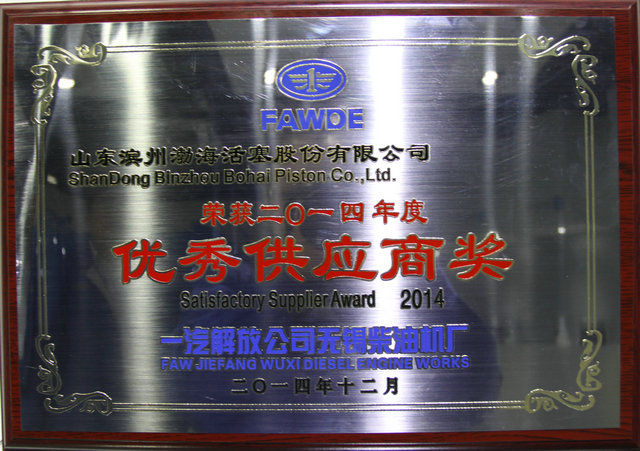 1
FAWDE
山东滨州渤海活塞股份有限公司
ShanDong Binzhou Bohai Piston Co.,Ltd.
荣获二〇一四年度
优秀供应商奖
Satisfactory Supplier Award 2014
一汽解放公司无锡柴油机厂
FAW JIEFANG WUXI DIESEL ENGINE WORKS
二〇一四年十二月